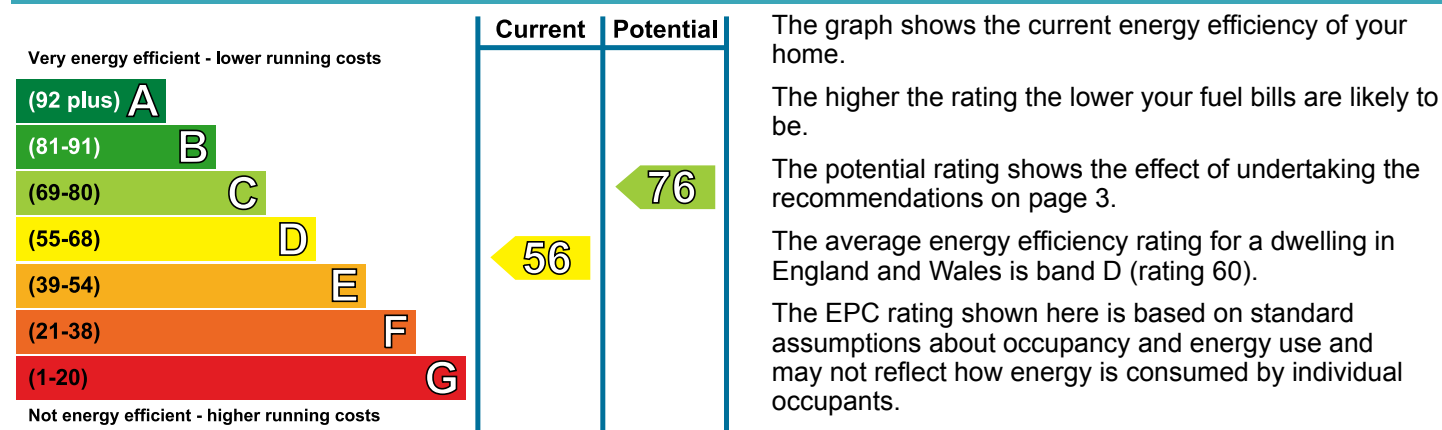 Current Potential
Very energy efficient - lower running costs
(92 plus) A
(81-91) B
(69-80) C
76
(55-68) D
56
(39-54) E
(21-38) F
(1-20) G
Not energy efficient - higher running costs
The graph shows the current energy efficiency of your
home.
The higher the rating the lower your fuel bills are likely to
be.
The potential rating shows the effect of undertaking the
recommendations on page 3.
The average energy efficiency rating for a dwelling in
England and Wales is band D (rating 60).
The EPC rating shown here is based on standard
assumptions about occupancy and energy use and
may not reflect how energy is consumed by individual
occupants.